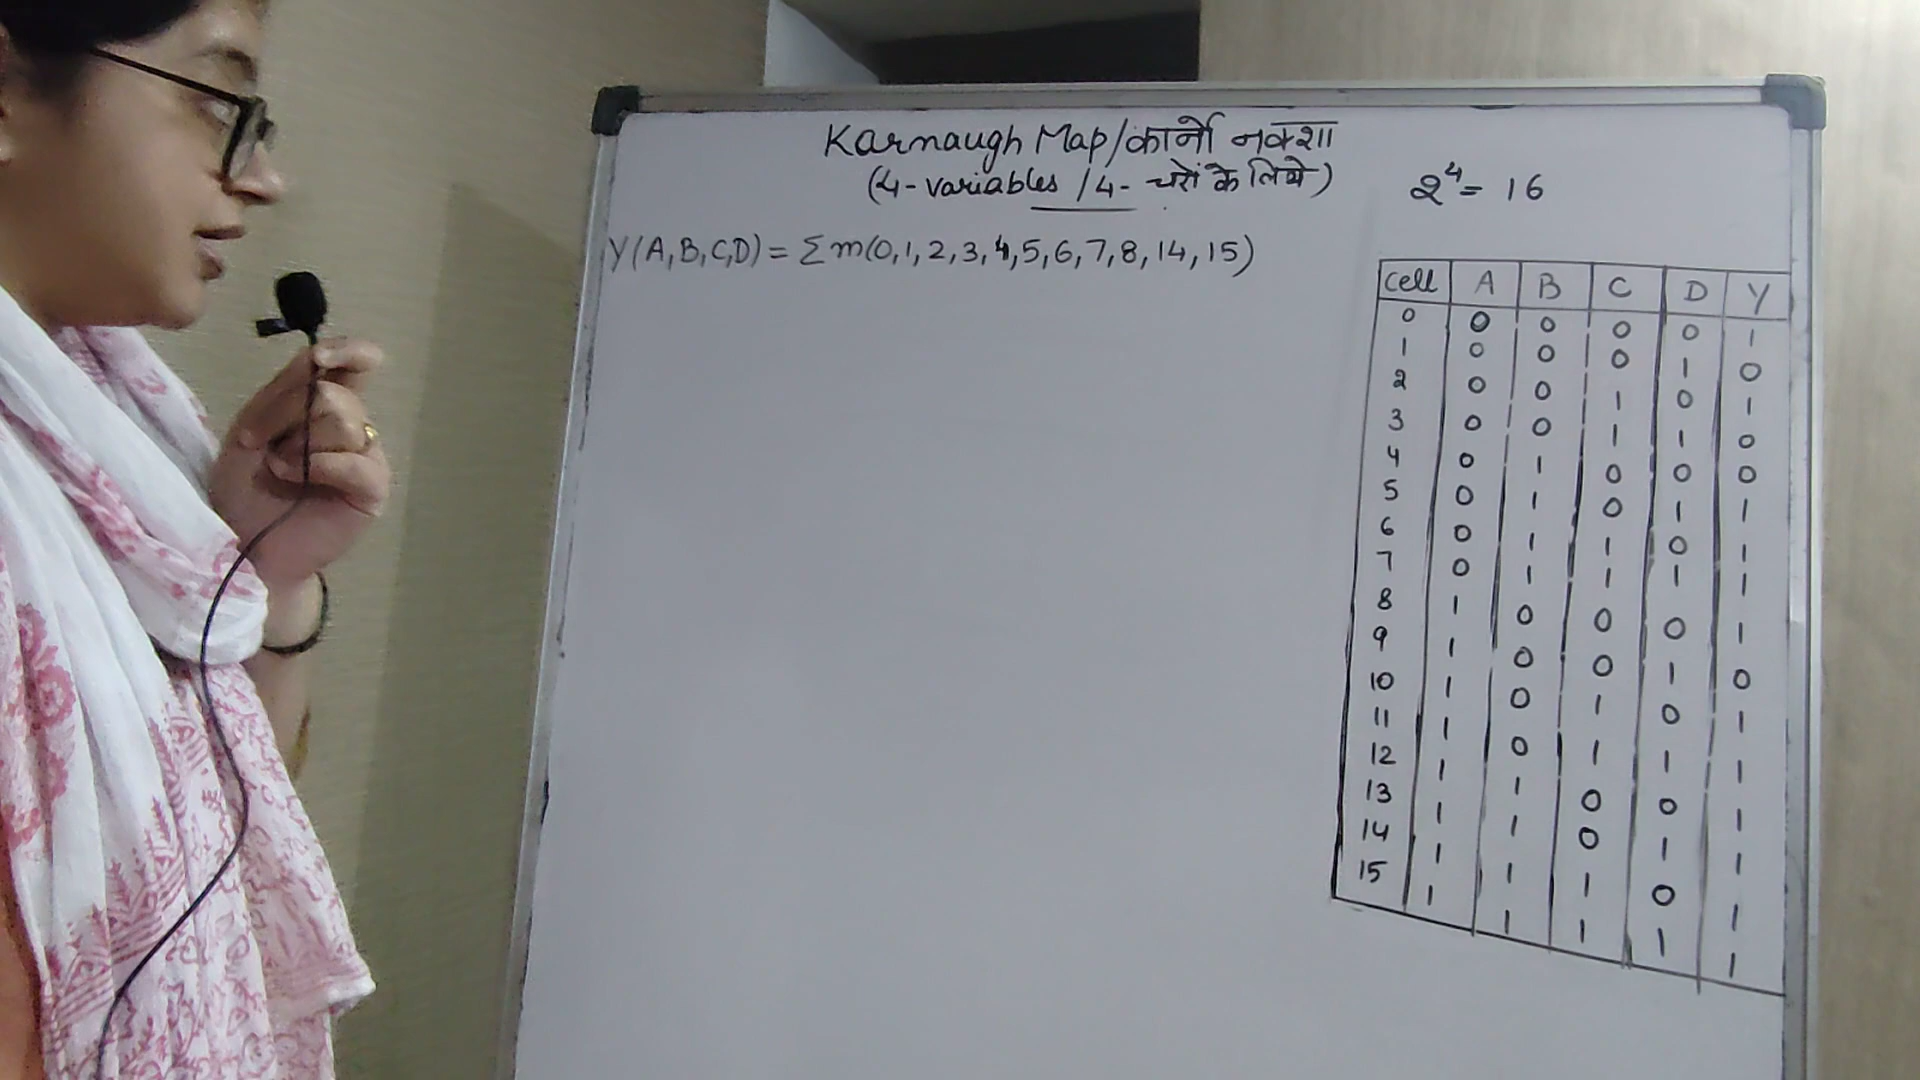 Karnaugh Map/कार्नो नक्शा
(4-variables /4- चरों के लिये)
2⁴= 16
Y(A,B,C,D) = Σm(0,1,2,3,4,5,6,7,8,14,15)
Cell A B C D Y
0 0 0 0 0 1
1 0 0 0 1 0
2 0 0 1 0 1
3 0 0 1 1 0
4 0 1 0 0 0
5 0 1 0 1 1
6 0 1 1 0 1
7 0 1 1 1 1
8 1 0 0 0 1
9 1 0 0 1 0
10 1 0 1 0 1
11 1 0 1 1 1
12 1 1 0 0 1
13 1 1 0 1 1
14 1 1 1 0 1
15 1 1 1 1 1